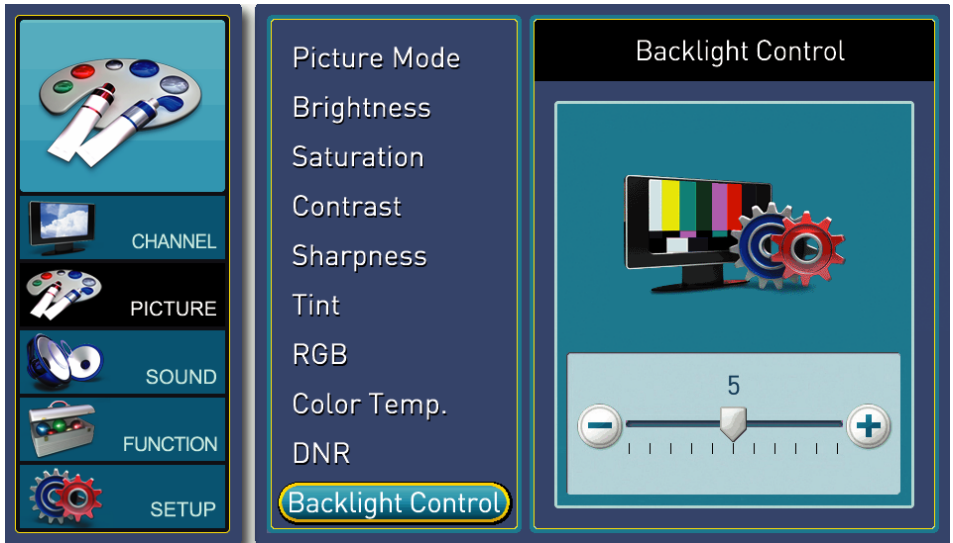 CHANNEL
PICTURE
SOUND
FUNCTION
SETUP
Picture Mode
Brightness
Saturation
Contrast
Sharpness
Tint
RGB
Color Temp.
DNR
Backlight Control
Backlight Control
5